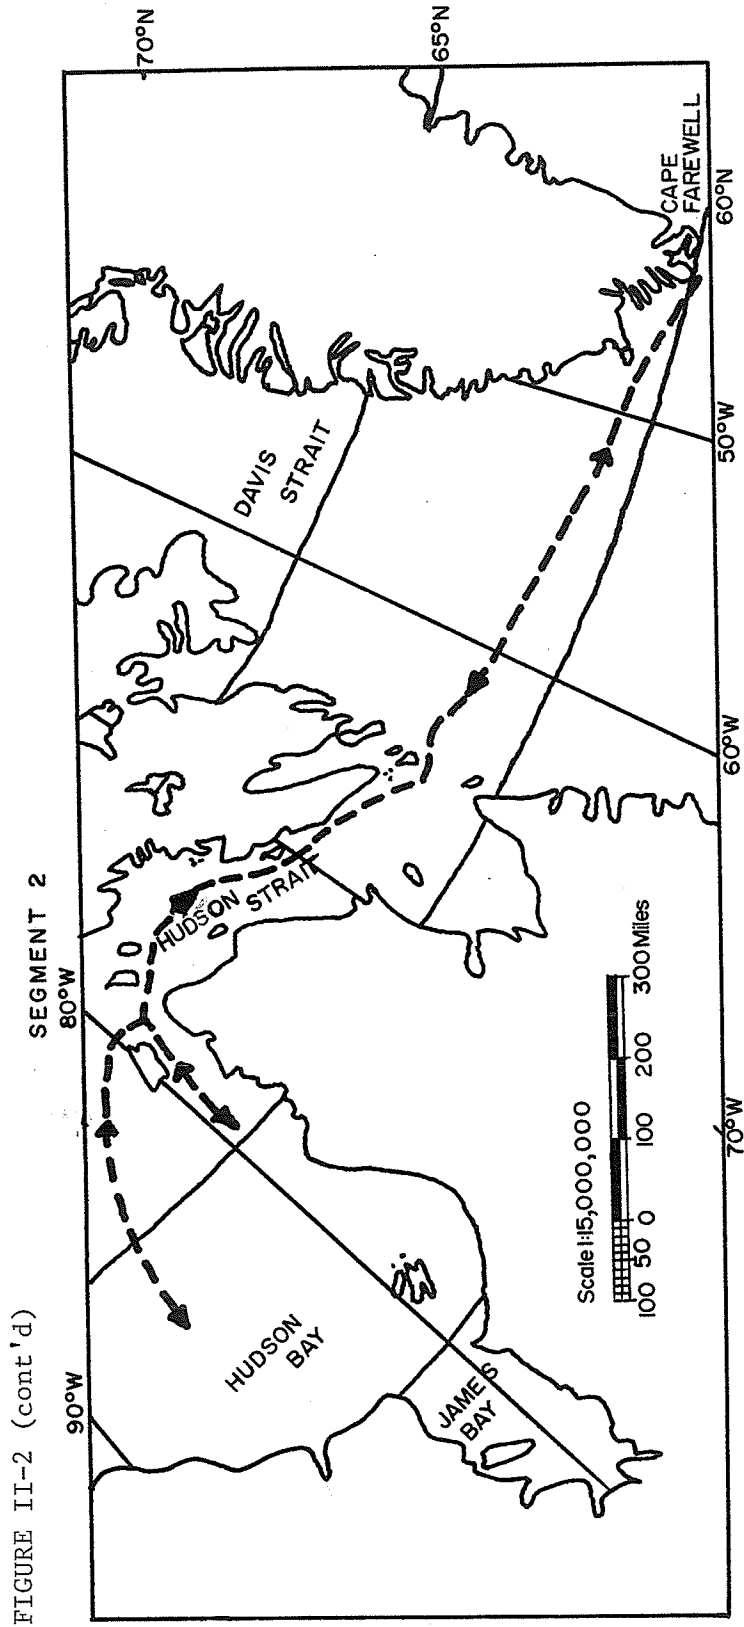 FIGURE II-2 (cont'd)
SEGMENT 2
90°W
80°W
70°N
65°N
DAVIS
STRAIT
HUDSON
STRAIT
HUDSON
BAY
JAMES
BAY
CAPE
FAREWELL
Scale 1:15,000,000
100 50 0 100 200 300 Miles
70°W
60°W
50°W
60°N